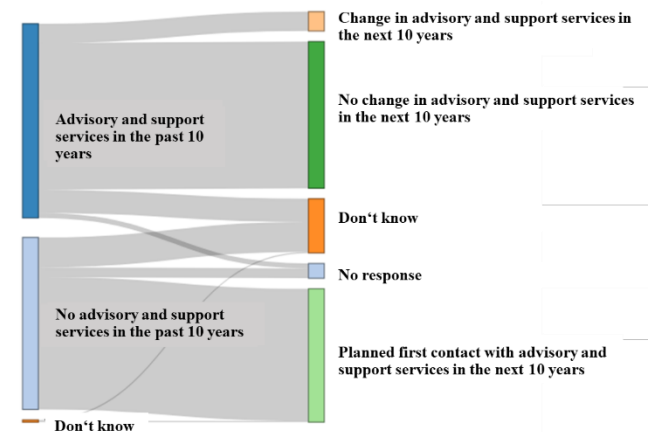 Change in advisory and support services in
the next 10 years
No change in advisory and support services
in the next 10 years
Advisory and support
services in the past 10
years
Don‘t know
No response
No advisory and support
services in the past 10 years
Planned first contact with advisory and
support services in the next 10 years
Don‘t know